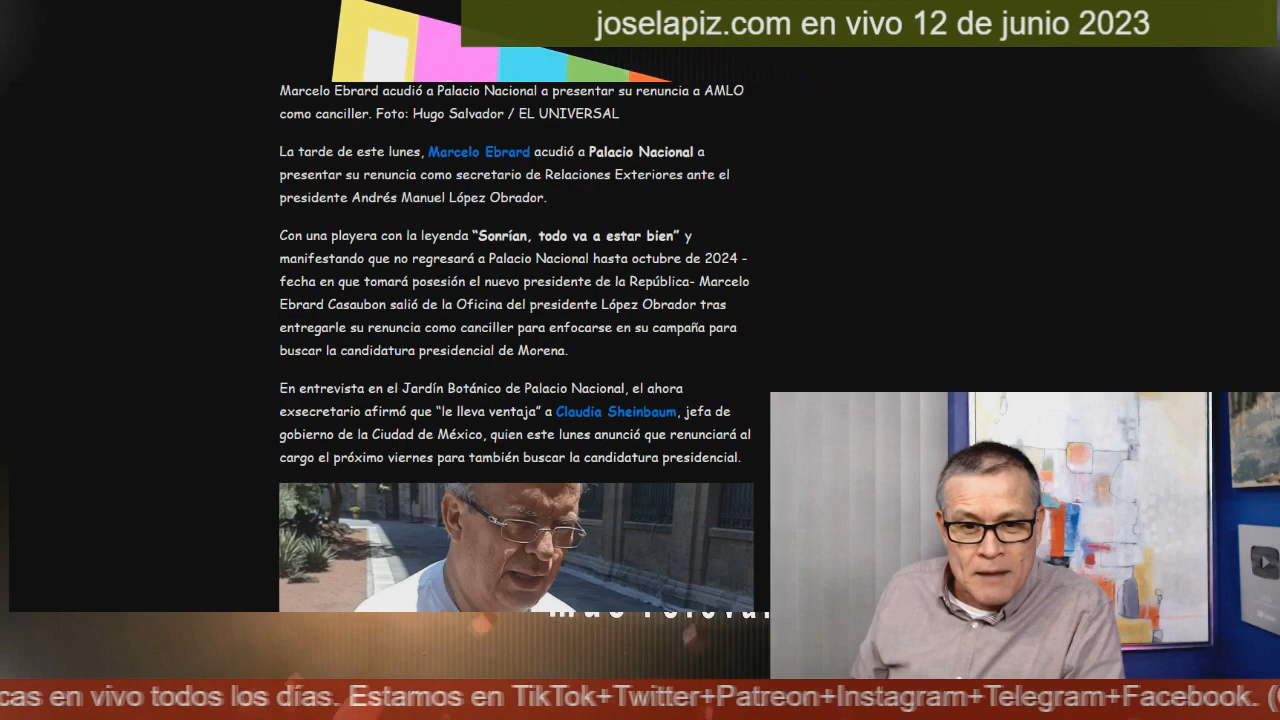 joselapiz.com en vivo 12 de junio 2023
Marcelo Ebrard acudió a Palacio Nacional a presentar su renuncia a AMLO
como canciller. Foto: Hugo Salvador / EL UNIVERSAL
La tarde de este lunes, Marcelo Ebrard acudió a Palacio Nacional a
presentar su renuncia como secretario de Relaciones Exteriores ante el
presidente Andrés Manuel López Obrador.
Con una playera con la leyenda “Sonrían, todo va a estar bien” y
manifestando que no regresará a Palacio Nacional hasta octubre de 2024 -
fecha en que tomará posesión el nuevo presidente de la República- Marcelo
Ebrard Casaubon salió de la Oficina del presidente López Obrador tras
entregarle su renuncia como canciller para enfocarse en su campaña para
buscar la candidatura presidencial de Morena.
En entrevista en el Jardín Botánico de Palacio Nacional, el ahora
exsecretario afirmó que “le lleva ventaja” a Claudia Sheinbaum, jefa de
gobierno de la Ciudad de México, quien este lunes anunció que renunciará al
cargo el próximo viernes para también buscar la candidatura presidencial.
cas en vivo todos los días. Estamos en TikTok+Twitter+Patreon+Instagram+Telegram+Facebook. (